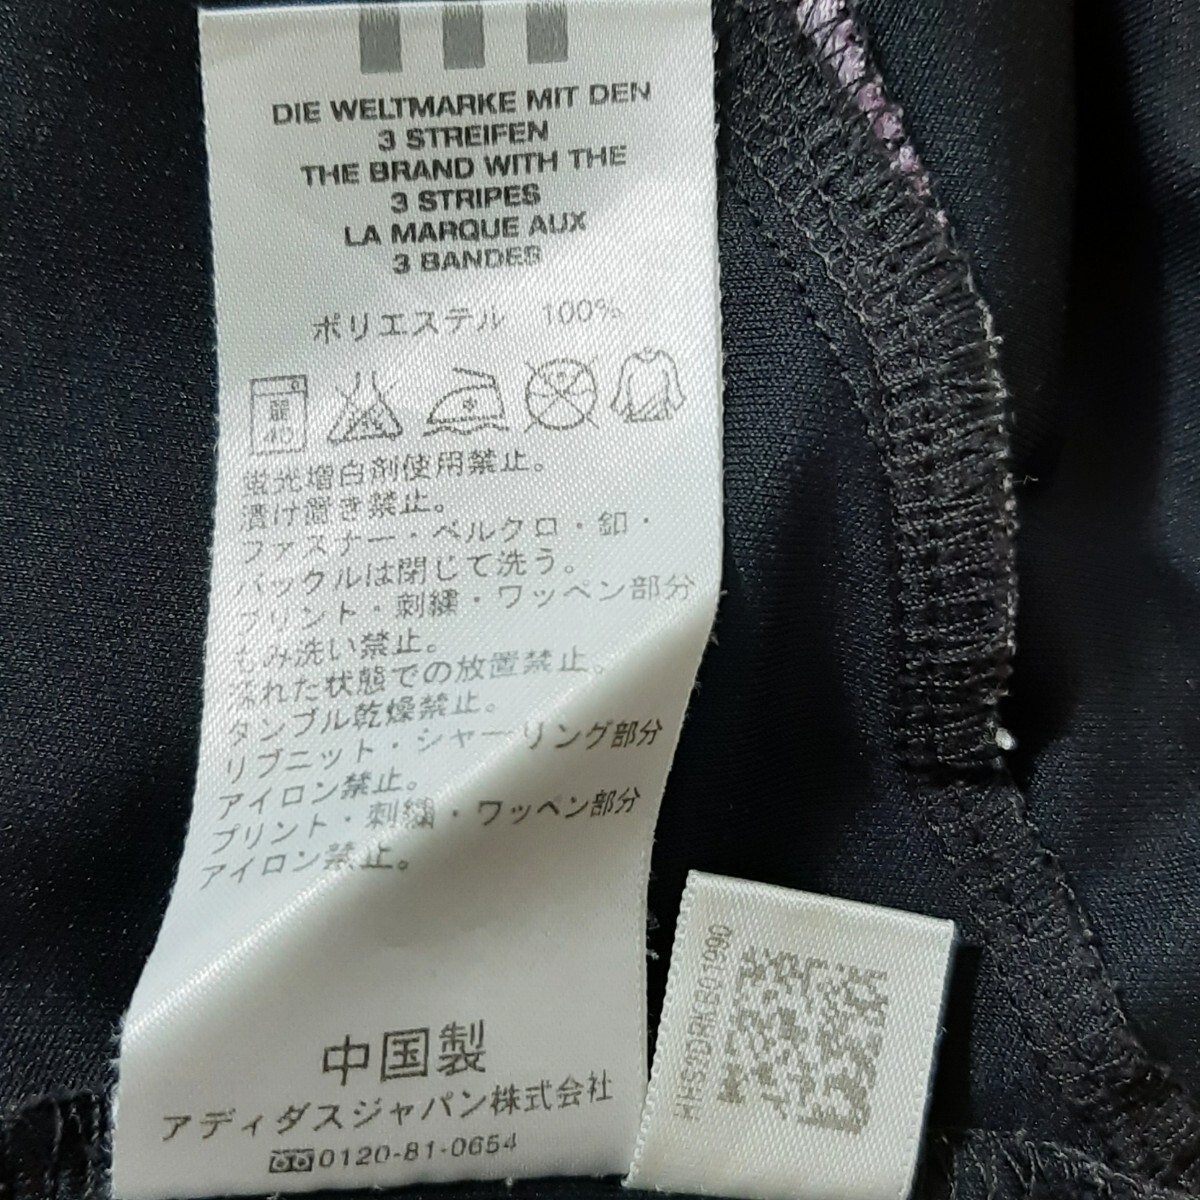 DIE WELTMARKE MIT DEN
3 STREIFEN
THE BRAND WITH THE
3 STRIPES
LA MARQUE AUX
3 BANDES
ポリエステル 100%
弱
40
蛍光増白剤使用禁止。
漬け置き禁止。
ファスナー・ベルクロ・釦・
バックルは閉じて洗う。
プリント・刺繍・ワッペン部分
もみ洗い禁止。
濡れた状態での放置禁止。
タンブル乾燥禁止。
リブニット・シャーリング部分
アイロン禁止。
プリント・刺繍・ワッペン部分
アイロン禁止。
中国製
アディダスジャパン株式会社
0120-81-0654